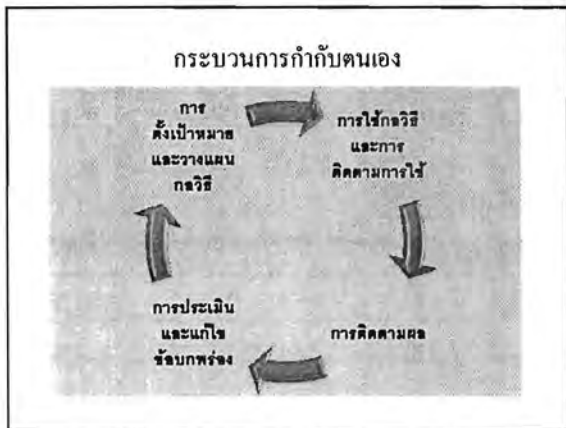 กระบวนการกำกับตนเอง
การ
ตั้งเป้าหมาย
และวางแผน
กลวิธี
การใช้กลวิธี
และการ
ติดตามการใช้
การติดตามผล
การประเมิน
และแก้ไข
ข้อบกพร่อง